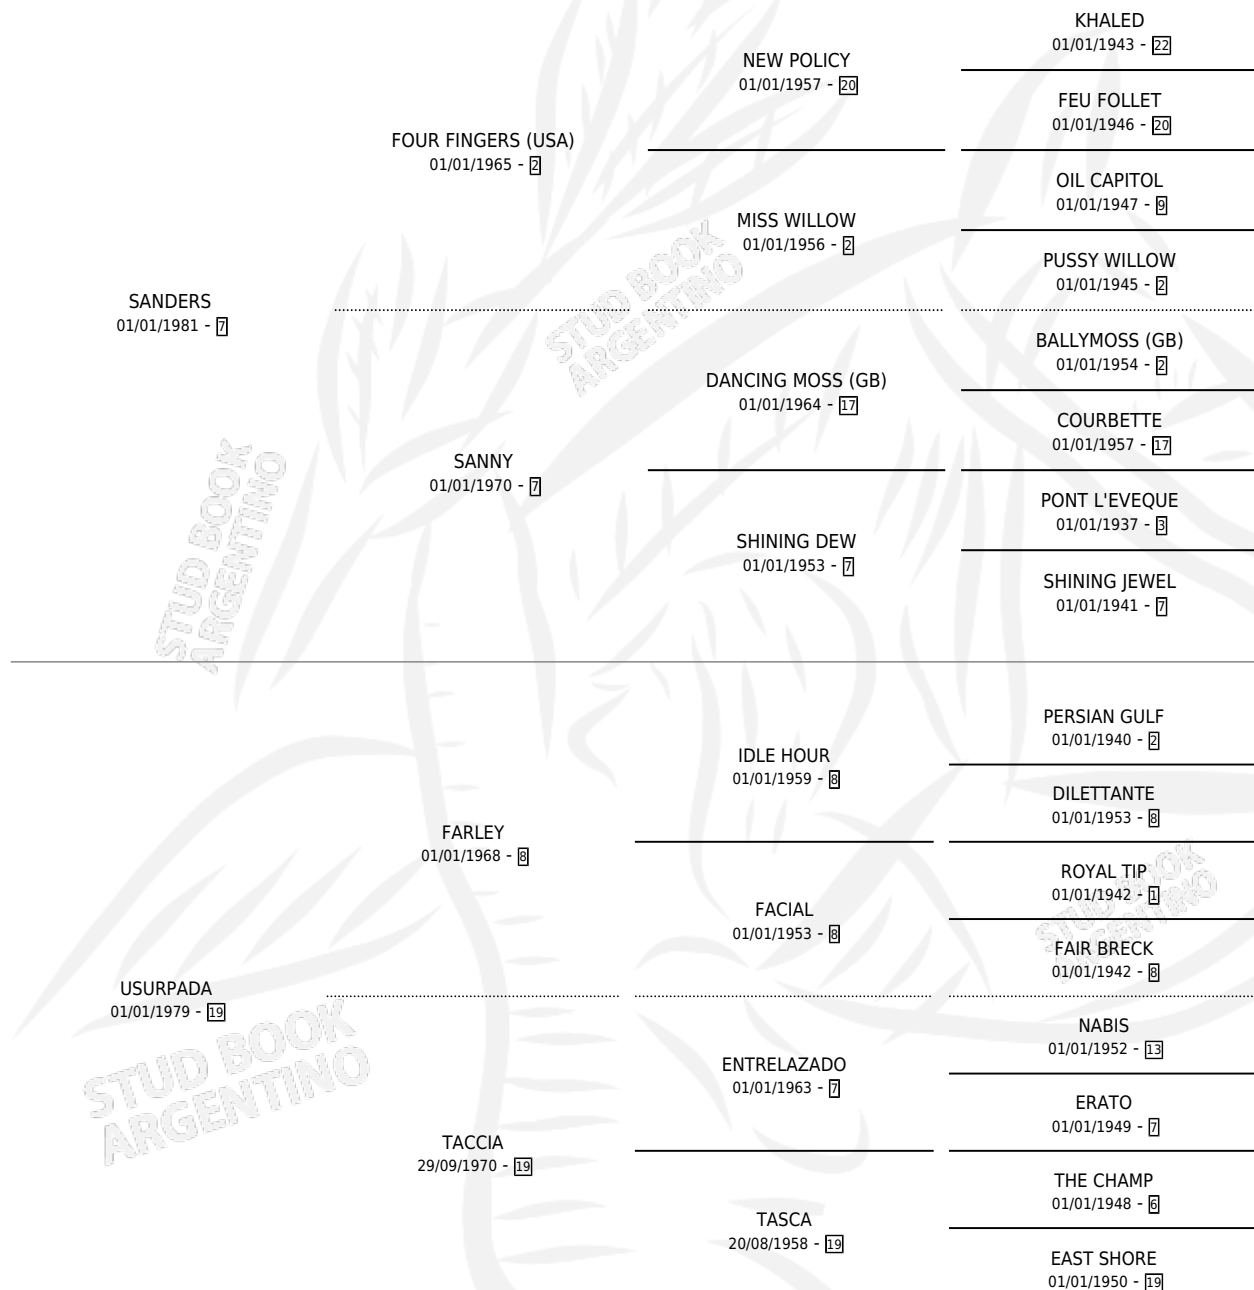 KHALED
01/01/1943 - 22
NEW POLICY
01/01/1957 - 20
FEU FOLLET
01/01/1946 - 20
FOUR FINGERS (USA)
01/01/1965 - 2
OIL CAPITOL
01/01/1947 - 9
MISS WILLOW
01/01/1956 - 2
PUSSY WILLOW
01/01/1945 - 2
SANDERS
01/01/1981 - 7
STUD BOOK
ARGENTINO
BALLYMOSS (GB)
01/01/1954 - 2
DANCING MOSS (GB)
01/01/1964 - 17
COURBETTE
01/01/1957 - 17
SANNY
01/01/1970 - 7
PONT L'EVEQUE
01/01/1937 - 3
SHINING DEW
01/01/1953 - 7
SHINING JEWEL
01/01/1941 - 7
STUD BOOK
ARGENTINO
PERSIAN GULF
01/01/1940 - 2
IDLE HOUR
01/01/1959 - 8
DILETTANTE
01/01/1953 - 8
FARLEY
01/01/1968 - 8
ROYAL TIP
01/01/1942 - 1
FACIAL
01/01/1953 - 8
FAIR BRECK
01/01/1942 - 8
STUD BOOK
ARGENTINO
USURPADA
01/01/1979 - 19
NABIS
01/01/1952 - 13
ENTRELAZADO
01/01/1963 - 7
ERATO
01/01/1949 - 7
STUD BOOK
ARGENTINO
TACCIA
29/09/1970 - 19
THE CHAMP
01/01/1948 - 6
TASCA
20/08/1958 - 19
EAST SHORE
01/01/1950 - 19